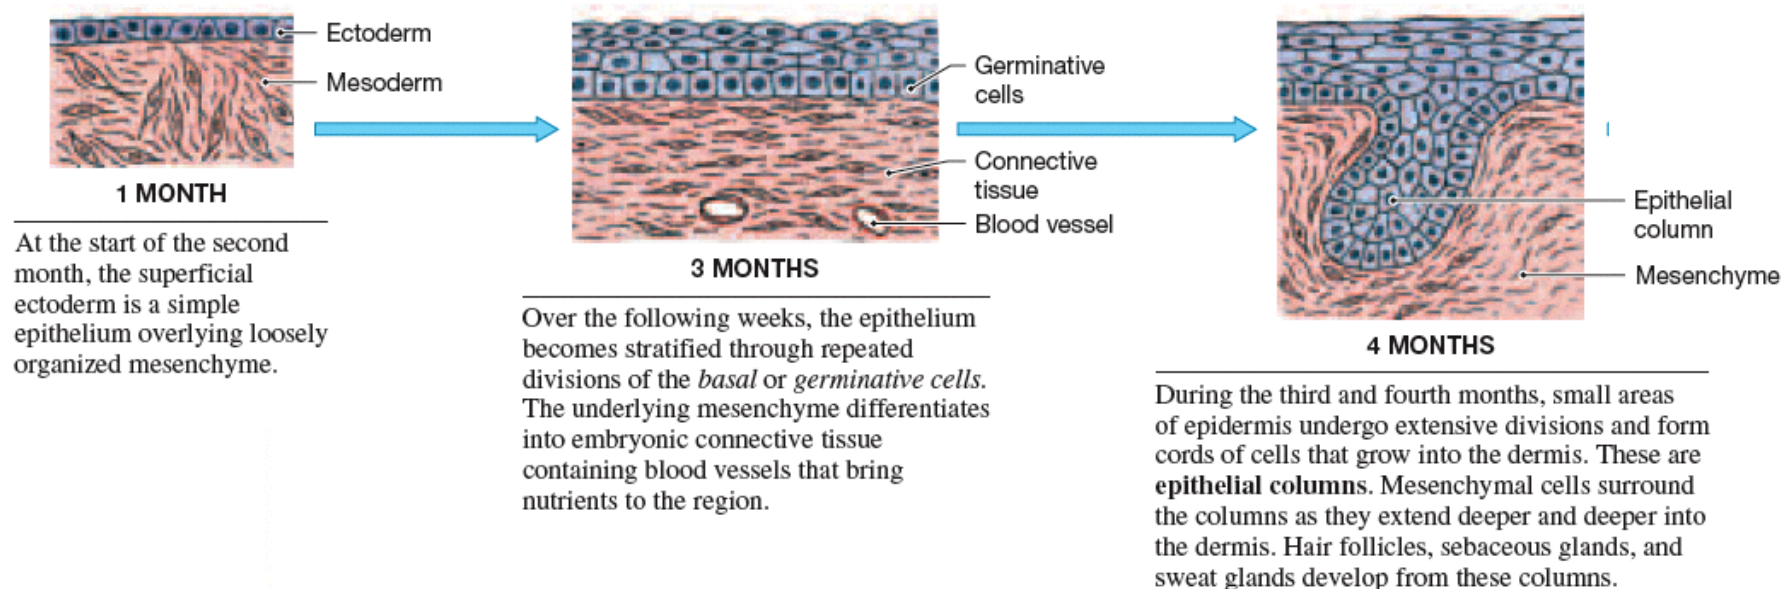 Ectoderm
Mesoderm
1 MONTH
At the start of the second
month, the superficial
ectoderm is a simple
epithelium overlying loosely
organized mesenchyme.
Germinative
cells
Connective
tissue
Blood vessel
3 MONTHS
Over the following weeks, the epithelium
becomes stratified through repeated
divisions of the basal or germinative cells.
The underlying mesenchyme differentiates
into embryonic connective tissue
containing blood vessels that bring
nutrients to the region.
Epithelial
column
Mesenchyme
4 MONTHS
During the third and fourth months, small areas
of epidermis undergo extensive divisions and form
cords of cells that grow into the dermis. These are
epithelial columns. Mesenchymal cells surround
the columns as they extend deeper and deeper into
the dermis. Hair follicles, sebaceous glands, and
sweat glands develop from these columns.